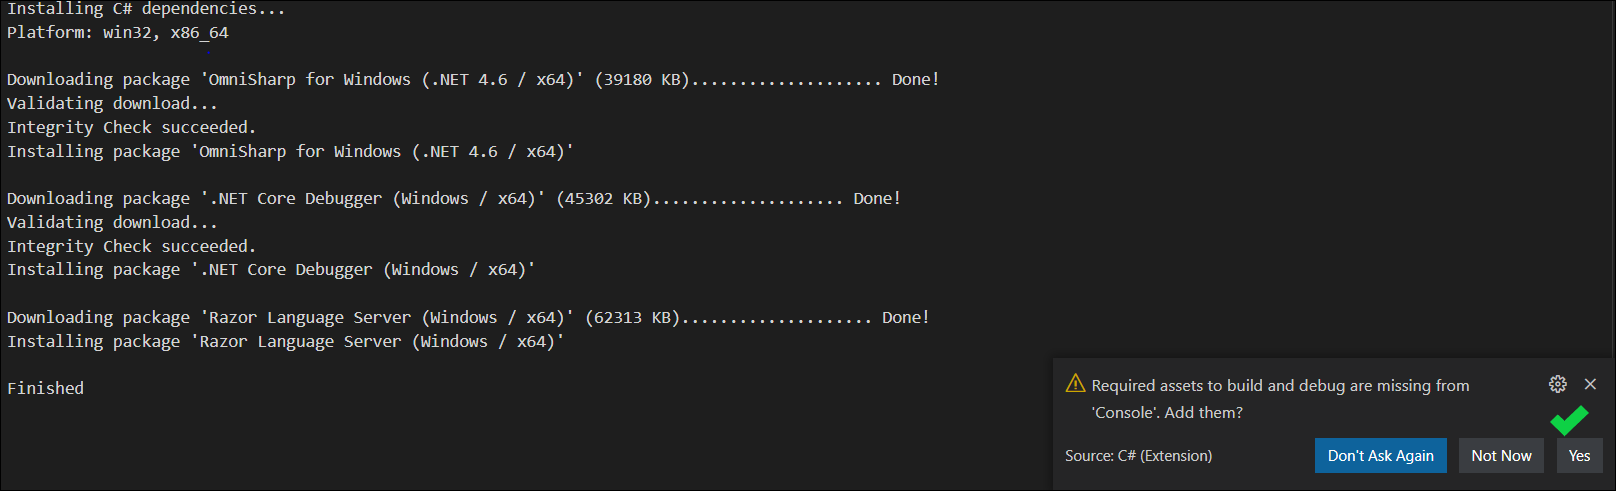 Installing C# dependencies...
Platform: win32, x86_64
Downloading package 'OmniSharp for Windows (.NET 4.6 / x64)' (39180 KB).................... Done!
Validating download...
Integrity Check succeeded.
Installing package 'OmniSharp for Windows (.NET 4.6 / x64)'
Downloading package '.NET Core Debugger (Windows / x64)' (45302 KB).................... Done!
Validating download...
Integrity Check succeeded.
Installing package '.NET Core Debugger (Windows / x64)'
Downloading package 'Razor Language Server (Windows / x64)' (62313 KB).................... Done!
Installing package 'Razor Language Server (Windows / x64)'
Finished
Required assets to build and debug are missing from
'Console'. Add them?
Source: C# (Extension)
Don't Ask Again
Not Now
Yes